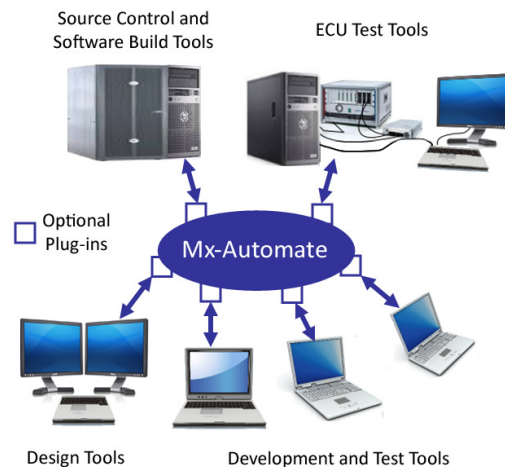 Source Control and
Software Build Tools
ECU Test Tools
Optional
Plug-ins
Mx-Automate
Design Tools
Development and Test Tools